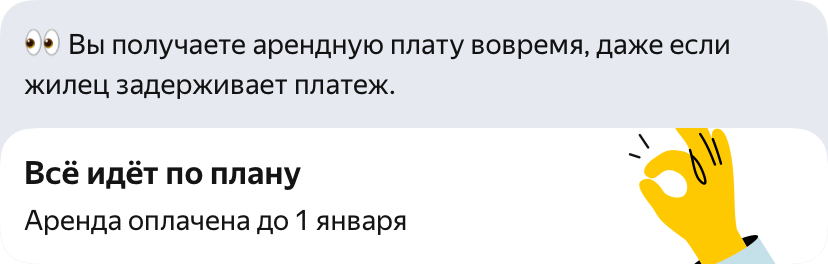 👀 Вы получаете арендную плату вовремя, даже если
жилец задерживает платеж.
Всё идёт по плану
Аренда оплачена до 1 января